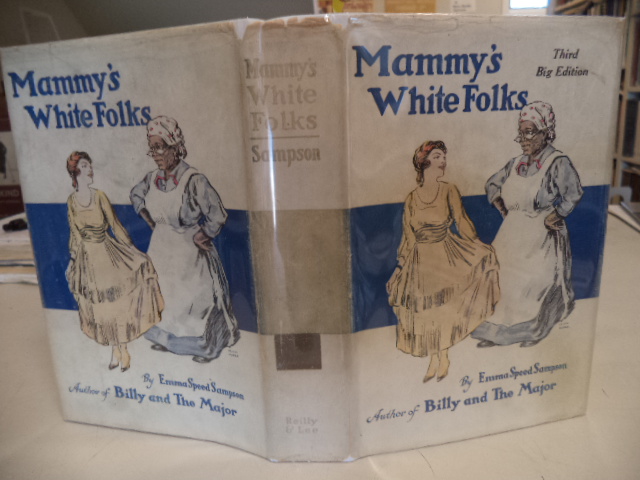 Mammy's
White Folks
By Emma Speed Sampson
Author of Billy and The Major
Mammy's
White
Folks
Sampson
Reilly
& Lee
Mammy's
White Folks
Third
Big Edition
By Emma Speed Sampson
Author of Billy and The Major